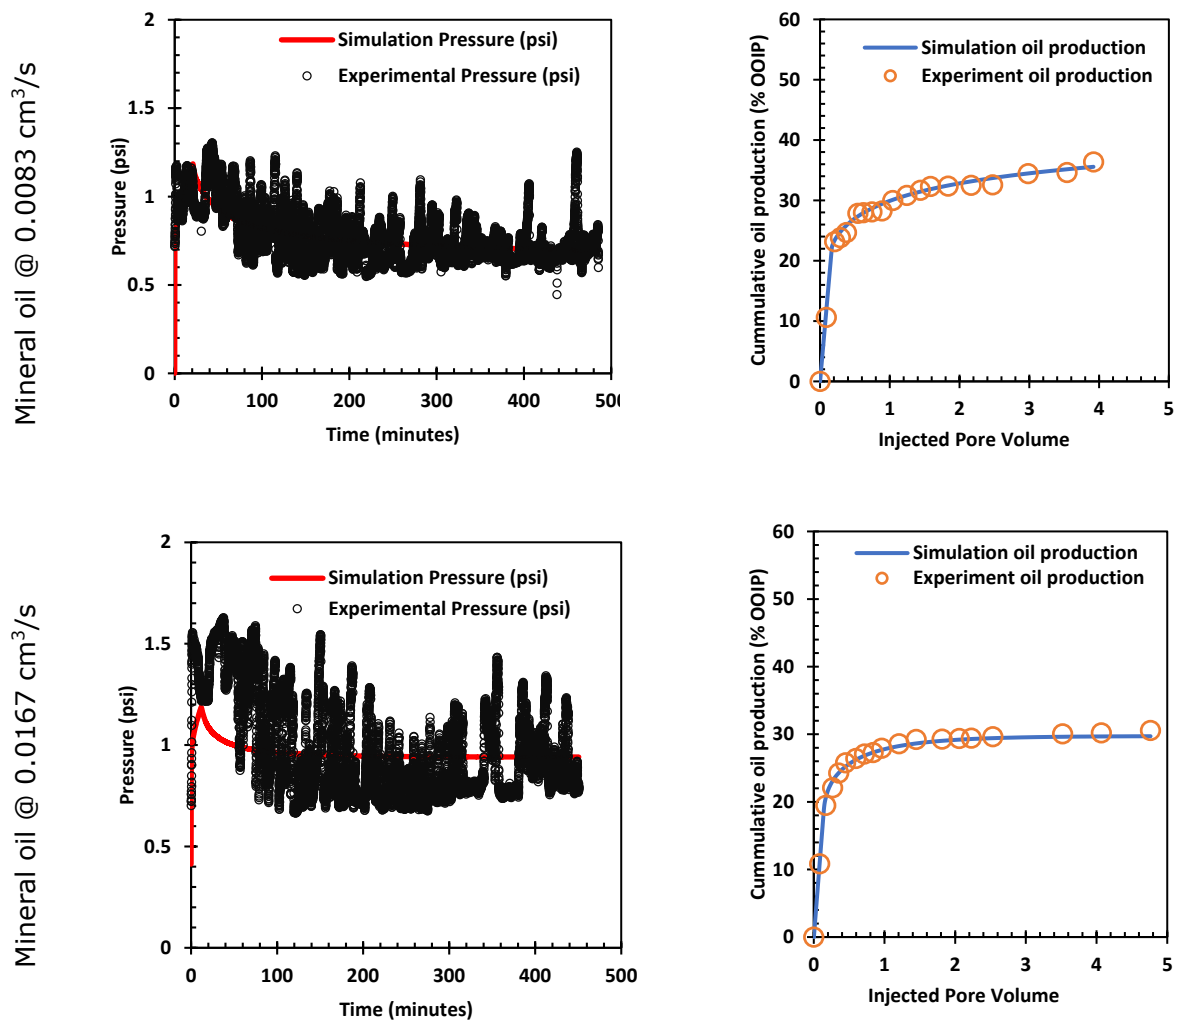 Mineral oil @ 0.0083 cm³/s
2
1.5
1
0.5
0
Pressure (psi)
Simulation Pressure (psi)
Experimental Pressure (psi)
0 100 200 300 400 500
Time (minutes)
60
50
40
30
20
10
0
Cummulative oil production (% OOIP)
Simulation oil production
Experiment oil production
0 1 2 3 4 5
Injected Pore Volume
Mineral oil @ 0.0167 cm³/s
2
1.5
1
0.5
0
Pressure (psi)
Simulation Pressure (psi)
Experimental Pressure (psi)
0 100 200 300 400 500
Time (minutes)
60
50
40
30
20
10
0
Cummulative oil production (% OOIP)
Simulation oil production
Experiment oil production
0 1 2 3 4 5
Injected Pore Volume